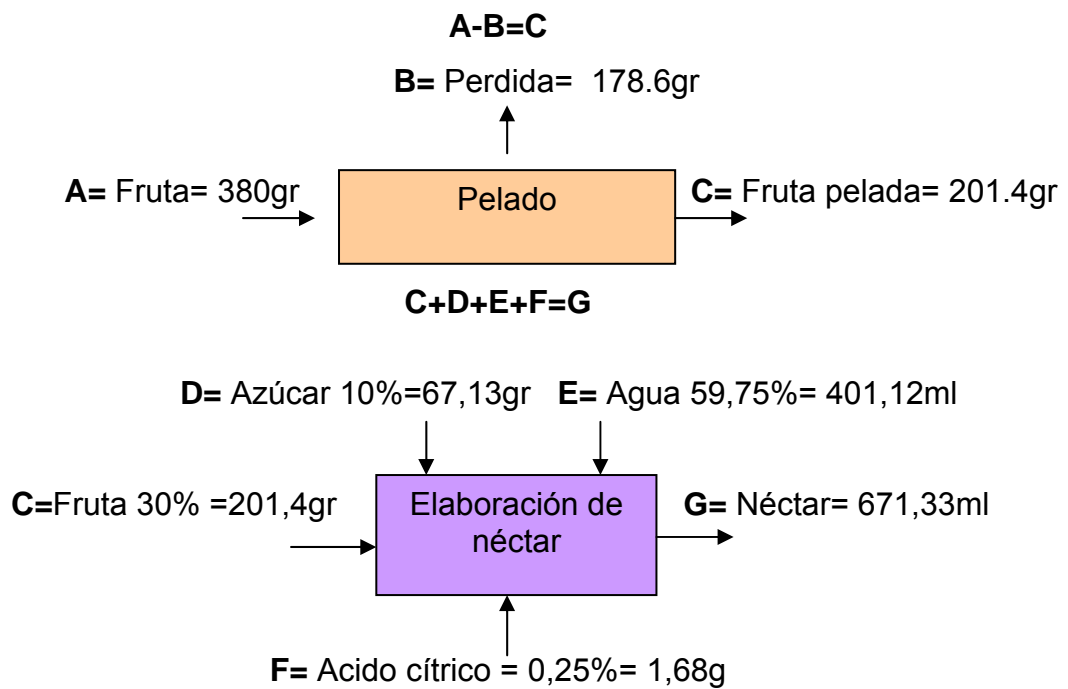 A-B=C
B= Perdida= 178.6gr
A= Fruta= 380gr
Pelado
C= Fruta pelada= 201.4gr
C+D+E+F=G
D= Azúcar 10%=67,13gr
E= Agua 59,75%= 401,12ml
C=Fruta 30% =201,4gr
Elaboración de
néctar
G= Néctar= 671,33ml
F= Acido cítrico = 0,25%= 1,68g